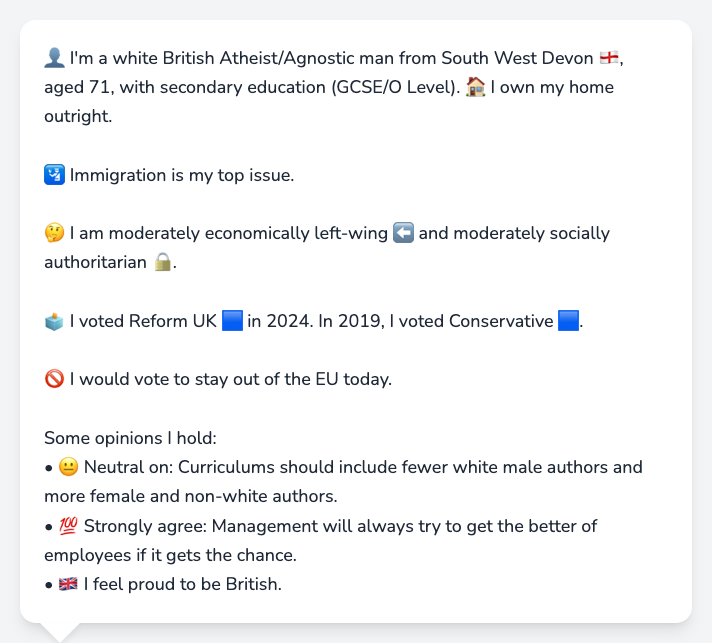 👤 I'm a white British Atheist/Agnostic man from South West Devon 🏴󠁧󠁢󠁥󠁮󠁧󠁿,
aged 71, with secondary education (GCSE/O Level). 🏠 I own my home
outright.
🛂 Immigration is my top issue.
🤔 I am moderately economically left-wing ⬅️ and moderately socially
authoritarian 🔒.
🗳️ I voted Reform UK 🟦 in 2024. In 2019, I voted Conservative 🟦.
🚫 I would vote to stay out of the EU today.
Some opinions I hold:
• 😐 Neutral on: Curriculums should include fewer white male authors and
more female and non-white authors.
• 💯 Strongly agree: Management will always try to get the better of
employees if it gets the chance.
• 🇬🇧 I feel proud to be British.